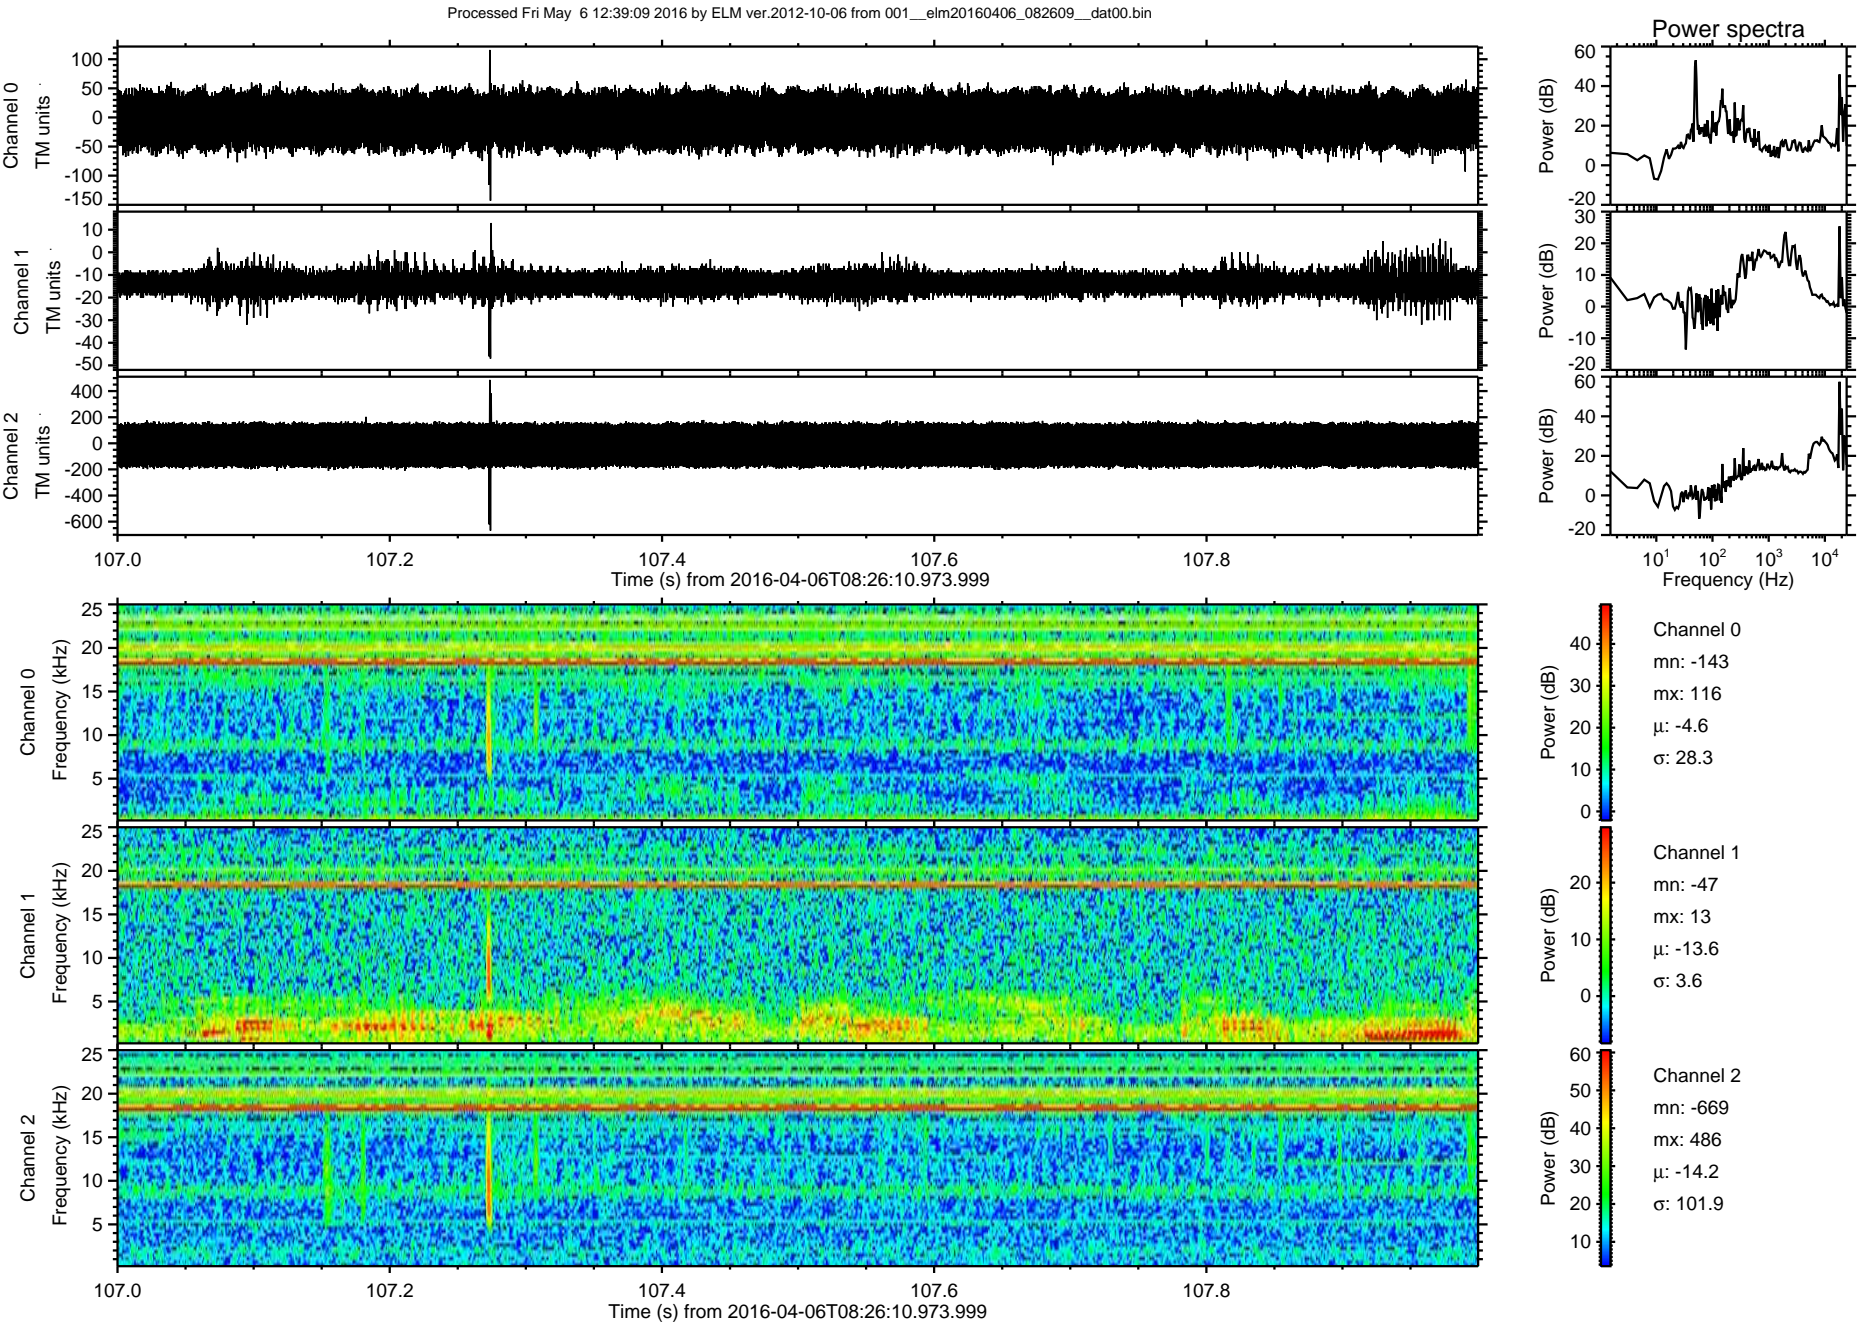 Processed Fri May  6 12:39:09 2016 by ELM ver.2012-10-06 from 001__elm20160406_082609__dat00.bin
Power spectra
Channel 0
TM units
100
50
0
-50
-100
-150
Power (dB)
60
40
20
0
-20
Channel 1
TM units
10
0
-10
-20
-30
-40
-50
Power (dB)
30
20
10
0
-10
-20
Channel 2
TM units
400
200
0
-200
-400
-600
Power (dB)
60
40
20
0
-20
107.0 107.2 107.4 107.6 107.8
Time (s) from 2016-04-06T08:26:10.973.999
10^1 10^2 10^3 10^4
Frequency (Hz)
Channel 0
Frequency (kHz)
25
20
15
10
5
Power (dB)
40
30
20
10
0
Channel 0
mn: -143
mx: 116
μ: -4.6
σ: 28.3
Channel 1
Frequency (kHz)
25
20
15
10
5
Power (dB)
20
10
0
Channel 1
mn: -47
mx: 13
μ: -13.6
σ: 3.6
Channel 2
Frequency (kHz)
25
20
15
10
5
Power (dB)
60
50
40
30
20
10
Channel 2
mn: -669
mx: 486
μ: -14.2
σ: 101.9
107.0 107.2 107.4 107.6 107.8
Time (s) from 2016-04-06T08:26:10.973.999